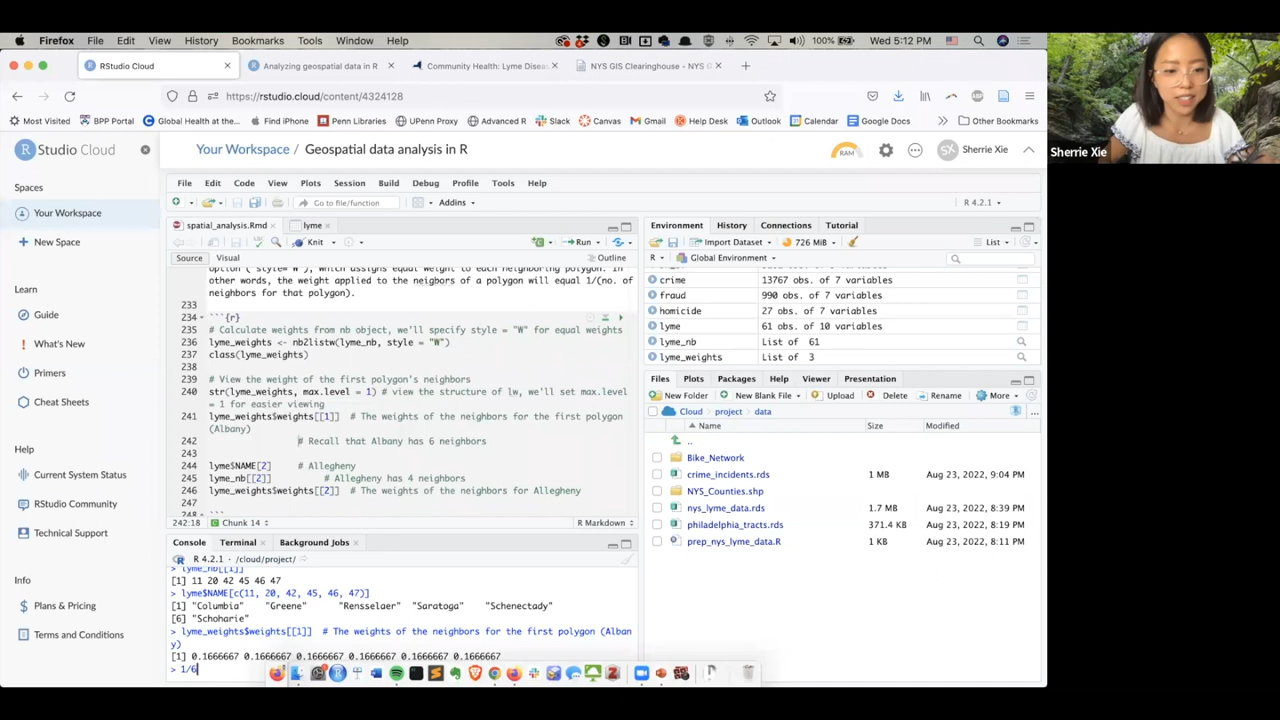 Firefox File Edit View History Bookmarks Tools Window Help 100% Wed 5:12 PM
RStudio Cloud Analyzing geospatial data in R Community Health: Lyme Diseas NYS GIS Clearinghouse - NYS G
https://rstudio.cloud/content/4324128
Most Visited BPP Portal Global Health at the... Find iPhone Penn Libraries UPenn Proxy Advanced R Slack Canvas Gmail Help Desk Outlook Calendar Google Docs Other Bookmarks
Sherrie Xie
R Studio Cloud
Your Workspace / Geospatial data analysis in R
RAM
SX Sherrie Xie
Spaces
Your Workspace
New Space
Learn
Guide
What's New
Primers
Cheat Sheets
Help
Current System Status
RStudio Community
Technical Support
Info
Plans & Pricing
Terms and Conditions
File Edit Code View Plots Session Build Debug Profile Tools Help
Go to file/function Addins R 4.2.1
spatial_analysis.Rmd lyme
Knit Run
Source Visual Outline
option ( style= W ), which assigns equal weight to each neighboring polygon. In
other words, the weight applied to the neigbors of a polygon will equal 1/(no. of
neighbors for that polygon).
233
234 ```{r}
235 # Calculate weights from nb object, we'll specify style = "W" for equal weights
236 lyme_weights <- nb2listw(lyme_nb, style = "W")
237 class(lyme_weights)
238
239 # View the weight of the first polygon's neighbors
240 str(lyme_weights, max.level = 1) # view the structure of lw, we'll set max.level
= 1 for easier viewing
241 lyme_weights$weights[[1]] # The weights of the neighbors for the first polygon
(Albany)
242 # Recall that Albany has 6 neighbors
243
244 lyme$NAME[2] # Allegheny
245 lyme_nb[[2]] # Allegheny has 4 neighbors
246 lyme_weights$weights[[2]] # The weights of the neighbors for Allegheny
247
248 ```
242:18 Chunk 14 R Markdown
Console Terminal Background Jobs
R 4.2.1 · /cloud/project/
> lyme_nb[[1]]
[1] 11 20 42 45 46 47
> lyme$NAME[c(11, 20, 42, 45, 46, 47)]
[1] "Columbia" "Greene" "Rensselaer" "Saratoga" "Schenectady"
[6] "Schoharie"
> lyme_weights$weights[[1]] # The weights of the neighbors for the first polygon (Alban
y)
[1] 0.1666667 0.1666667 0.1666667 0.1666667 0.1666667 0.1666667
> 1/6
Environment History Connections Tutorial
Import Dataset 726 MiB List
R Global Environment
crime 13767 obs. of 7 variables
fraud 990 obs. of 7 variables
homicide 27 obs. of 7 variables
lyme 61 obs. of 10 variables
lyme_nb List of 61
lyme_weights List of 3
Files Plots Packages Help Viewer Presentation
New Folder New Blank File Upload Delete Rename More
Cloud project data
Name Size Modified
..
Bike_Network
crime_incidents.rds 1 MB Aug 23, 2022, 9:04 PM
NYS_Counties.shp
nys_lyme_data.rds 1.7 MB Aug 23, 2022, 8:39 PM
philadelphia_tracts.rds 371.4 KB Aug 23, 2022, 8:19 PM
prep_nys_lyme_data.R 1 KB Aug 23, 2022, 8:11 PM